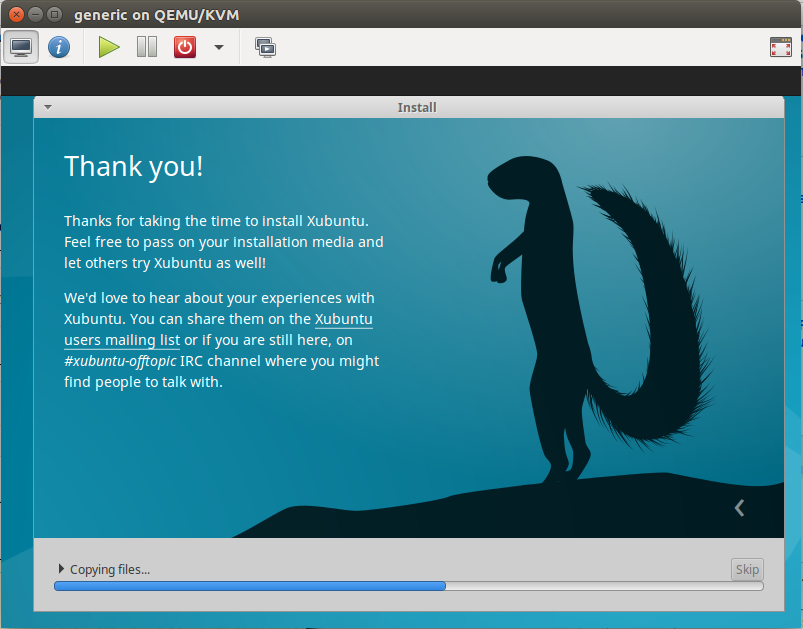 generic on QEMU/KVM
Install
Thank you!
Thanks for taking the time to install Xubuntu.
Feel free to pass on your installation media and
let others try Xubuntu as well!
We'd love to hear about your experiences with
Xubuntu. You can share them on the Xubuntu
users mailing list or if you are still here, on
#xubuntu-offtopic IRC channel where you might
find people to talk with.
Copying files...
Skip